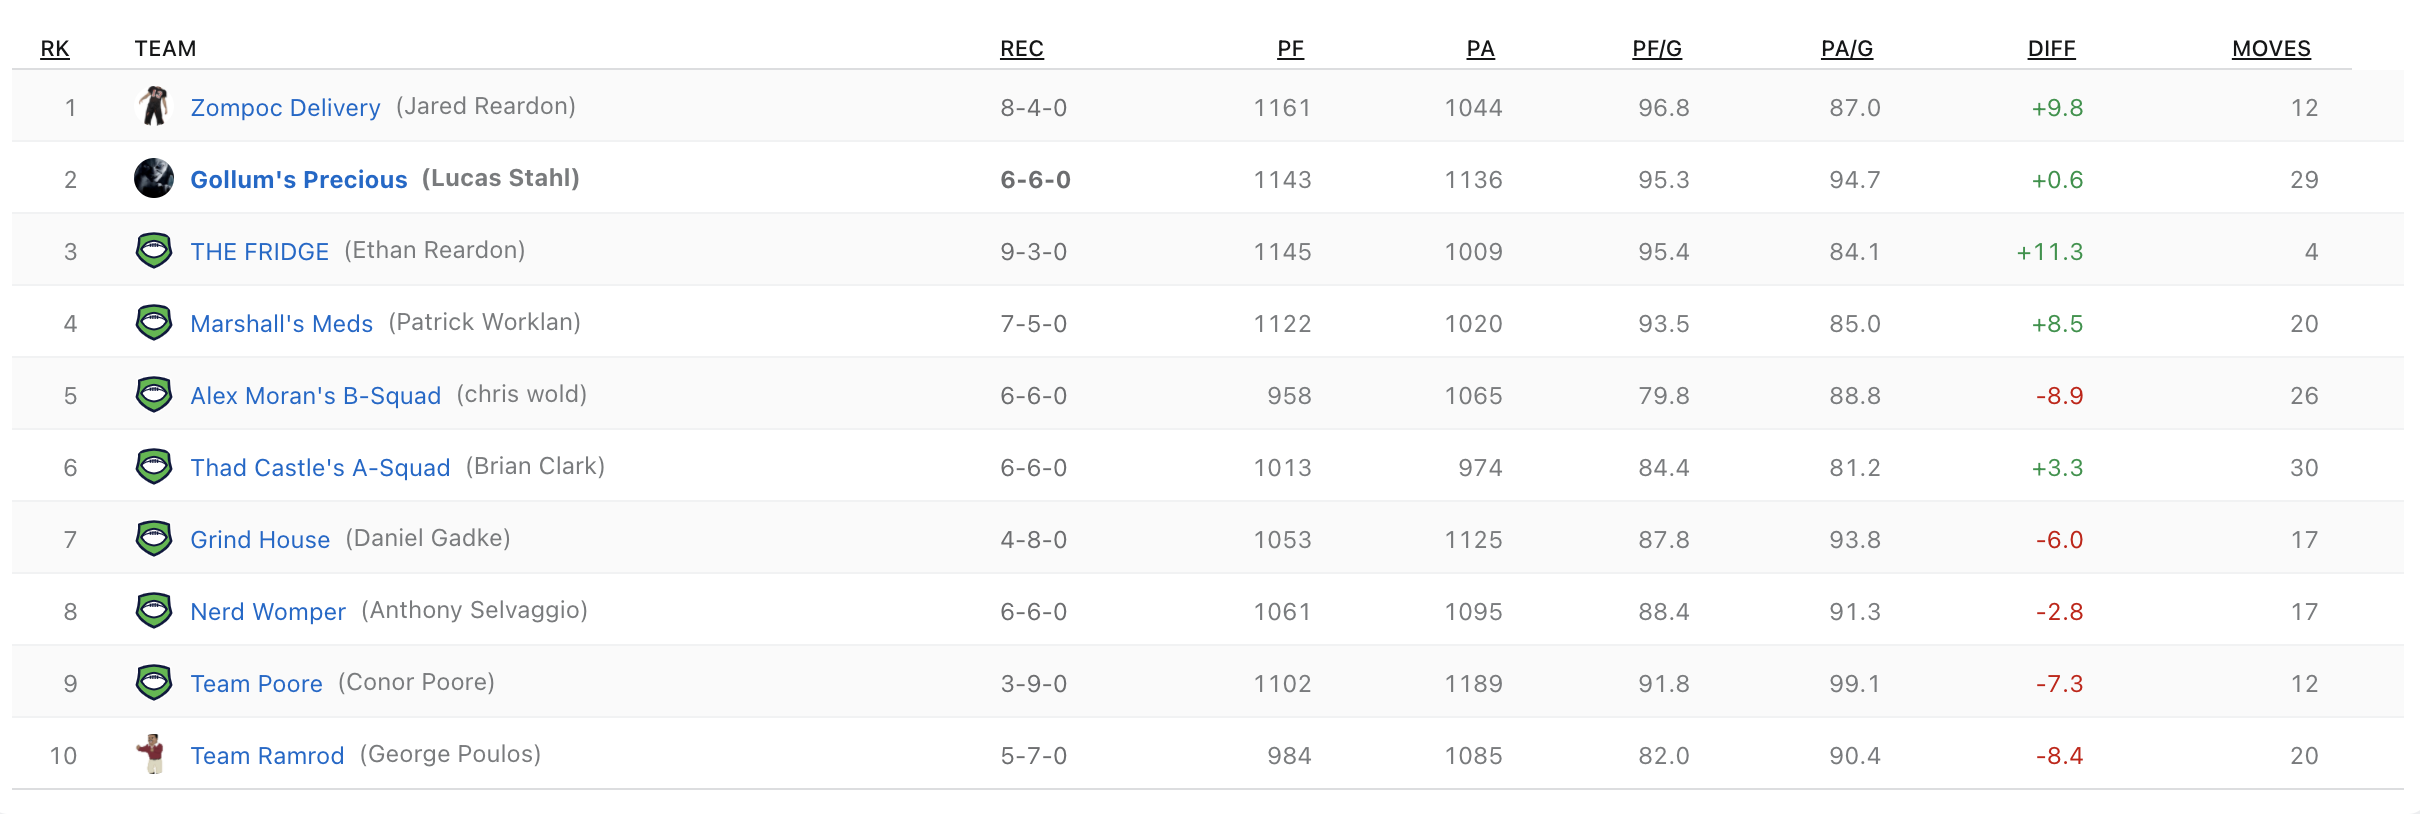 RK TEAM REC PF PA PF/G PA/G DIFF MOVES
1 Zompoc Delivery (Jared Reardon) 8-4-0 1161 1044 96.8 87.0 +9.8 12
2 Gollum's Precious (Lucas Stahl) 6-6-0 1143 1136 95.3 94.7 +0.6 29
3 THE FRIDGE (Ethan Reardon) 9-3-0 1145 1009 95.4 84.1 +11.3 4
4 Marshall's Meds (Patrick Worklan) 7-5-0 1122 1020 93.5 85.0 +8.5 20
5 Alex Moran's B-Squad (chris wold) 6-6-0 958 1065 79.8 88.8 -8.9 26
6 Thad Castle's A-Squad (Brian Clark) 6-6-0 1013 974 84.4 81.2 +3.3 30
7 Grind House (Daniel Gadke) 4-8-0 1053 1125 87.8 93.8 -6.0 17
8 Nerd Womper (Anthony Selvaggio) 6-6-0 1061 1095 88.4 91.3 -2.8 17
9 Team Poore (Conor Poore) 3-9-0 1102 1189 91.8 99.1 -7.3 12
10 Team Ramrod (George Poulos) 5-7-0 984 1085 82.0 90.4 -8.4 20